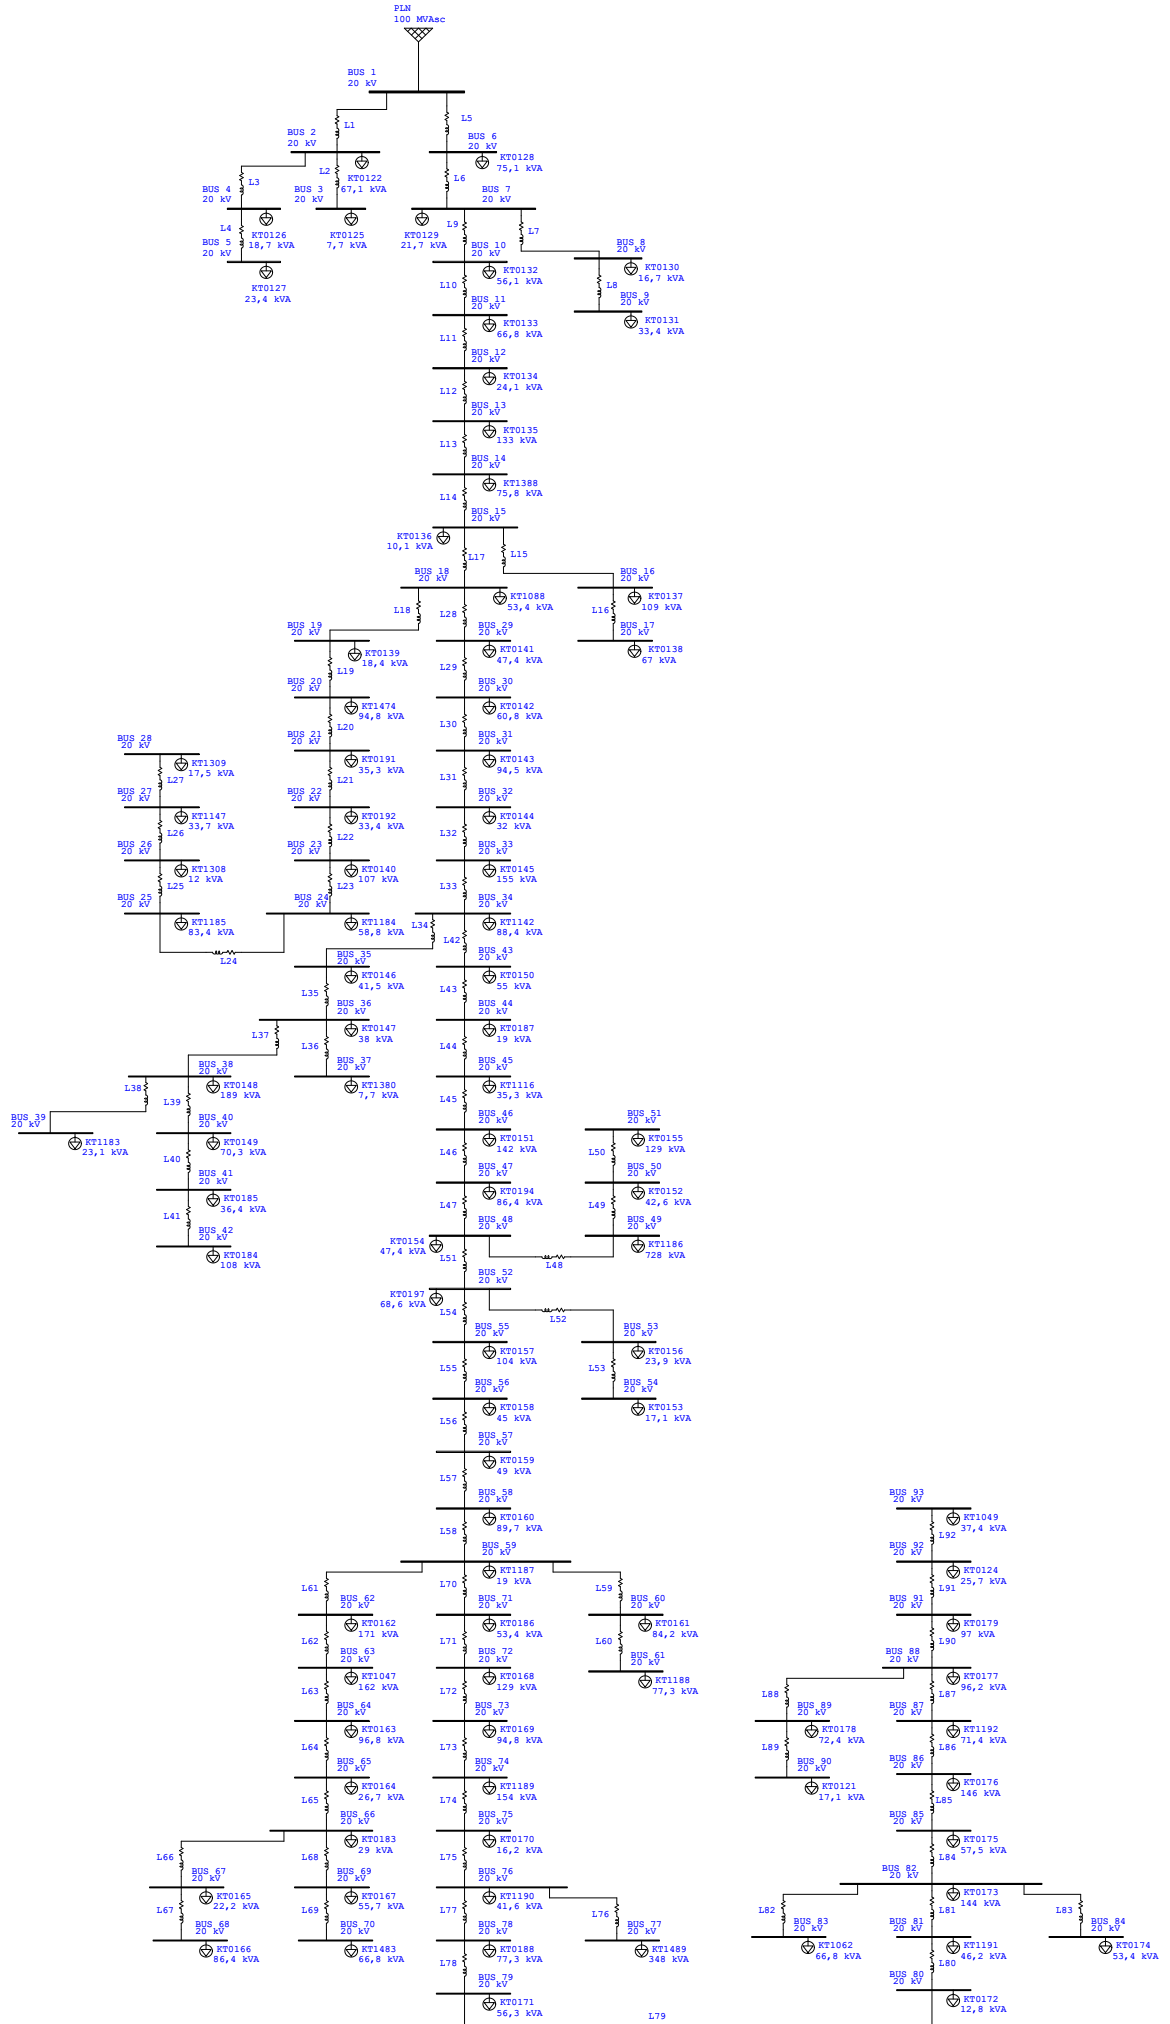 PLN
100 MVAsc
BUS 1
20 kV
L1
L5
BUS 2
20 kV
BUS 6
20 kV
L3
L2
KT0122
67,1 kVA
KT0128
75,1 kVA
L6
BUS 4
20 kV
BUS 3
20 kV
BUS 7
20 kV
L4
KT0126
18,7 kVA
KT0125
7,7 kVA
KT0129
21,7 kVA
L9
L7
BUS 5
20 kV
BUS 10
20 kV
BUS 8
20 kV
KT0127
23,4 kVA
KT0132
56,1 kVA
KT0130
16,7 kVA
L10
L8
BUS 11
20 kV
BUS 9
20 kV
KT0133
66,8 kVA
KT0131
33,4 kVA
L11
BUS 12
20 kV
KT0134
24,1 kVA
L12
BUS 13
20 kV
KT0135
133 kVA
L13
BUS 14
20 kV
KT1388
75,8 kVA
L14
BUS 15
20 kV
KT0136
10,1 kVA
L17
L15
BUS 18
20 kV
BUS 16
20 kV
KT1088
53,4 kVA
KT0137
109 kVA
L18
L28
L16
BUS 19
20 kV
BUS 29
20 kV
BUS 17
20 kV
KT0139
18,4 kVA
KT0141
47,4 kVA
KT0138
67 kVA
L19
L29
BUS 20
20 kV
BUS 30
20 kV
KT1474
94,8 kVA
KT0142
60,8 kVA
L20
L30
BUS 28
20 kV
BUS 21
20 kV
BUS 31
20 kV
KT1309
17,5 kVA
KT0191
35,3 kVA
KT0143
94,5 kVA
L27
L21
L31
BUS 27
20 kV
BUS 22
20 kV
BUS 32
20 kV
KT1147
33,7 kVA
KT0192
33,4 kVA
KT0144
32 kVA
L26
L22
L32
BUS 26
20 kV
BUS 23
20 kV
BUS 33
20 kV
KT1308
12 kVA
KT0140
107 kVA
KT0145
155 kVA
L25
L23
L33
BUS 25
20 kV
BUS 24
20 kV
BUS 34
20 kV
KT1185
83,4 kVA
KT1184
58,8 kVA
L34
KT1142
88,4 kVA
L24
L42
BUS 35
20 kV
BUS 43
20 kV
KT0146
41,5 kVA
KT0150
55 kVA
L35
L43
BUS 36
20 kV
BUS 44
20 kV
L37
KT0147
38 kVA
KT0187
19 kVA
L36
L44
BUS 38
20 kV
BUS 37
20 kV
BUS 45
20 kV
L38
KT0148
189 kVA
KT1380
7,7 kVA
KT1116
35,3 kVA
L39
L45
BUS 39
20 kV
BUS 40
20 kV
BUS 46
20 kV
BUS 51
20 kV
KT1183
23,1 kVA
KT0149
70,3 kVA
KT0151
142 kVA
KT0155
129 kVA
L40
L46
L50
BUS 41
20 kV
BUS 47
20 kV
BUS 50
20 kV
KT0185
36,4 kVA
KT0194
86,4 kVA
KT0152
42,6 kVA
L41
L47
L49
BUS 42
20 kV
BUS 48
20 kV
BUS 49
20 kV
KT0184
108 kVA
KT0154
47,4 kVA
L51
L48
KT1186
728 kVA
BUS 52
20 kV
KT0197
68,6 kVA
L54
L52
BUS 55
20 kV
BUS 53
20 kV
KT0157
104 kVA
KT0156
23,9 kVA
L55
L53
BUS 56
20 kV
BUS 54
20 kV
KT0158
45 kVA
KT0153
17,1 kVA
L56
BUS 57
20 kV
KT0159
49 kVA
L57
BUS 58
20 kV
BUS 93
20 kV
KT0160
89,7 kVA
KT1049
37,4 kVA
L58
L92
BUS 59
20 kV
BUS 92
20 kV
KT1187
19 kVA
KT0124
25,7 kVA
L61
L70
L59
L91
BUS 62
20 kV
BUS 71
20 kV
BUS 60
20 kV
BUS 91
20 kV
KT0162
171 kVA
KT0186
53,4 kVA
KT0161
84,2 kVA
KT0179
97 kVA
L62
L71
L60
L90
BUS 63
20 kV
BUS 72
20 kV
BUS 61
20 kV
BUS 88
20 kV
KT1047
162 kVA
KT0168
129 kVA
KT1188
77,3 kVA
KT0177
96,2 kVA
L63
L72
L88
L87
BUS 64
20 kV
BUS 73
20 kV
BUS 89
20 kV
BUS 87
20 kV
KT0163
96,8 kVA
KT0169
94,8 kVA
KT0178
72,4 kVA
KT1192
71,4 kVA
L64
L73
L89
L86
BUS 65
20 kV
BUS 74
20 kV
BUS 90
20 kV
BUS 86
20 kV
KT0164
26,7 kVA
KT1189
154 kVA
KT0121
17,1 kVA
KT0176
146 kVA
L65
L74
L85
BUS 66
20 kV
BUS 75
20 kV
BUS 85
20 kV
KT0183
29 kVA
KT0170
16,2 kVA
KT0175
57,5 kVA
L66
L68
L75
L84
BUS 67
20 kV
BUS 69
20 kV
BUS 76
20 kV
BUS 82
20 kV
KT0165
22,2 kVA
KT0167
55,7 kVA
KT1190
41,6 kVA
KT0173
144 kVA
L67
L69
L77
L76
L82
L81
L83
BUS 68
20 kV
BUS 70
20 kV
BUS 78
20 kV
BUS 77
20 kV
BUS 83
20 kV
BUS 81
20 kV
BUS 84
20 kV
KT0166
86,4 kVA
KT1483
66,8 kVA
KT0188
77,3 kVA
KT1489
348 kVA
KT1062
66,8 kVA
KT1191
46,2 kVA
KT0174
53,4 kVA
L78
L80
BUS 79
20 kV
BUS 80
20 kV
KT0171
56,3 kVA
KT0172
12,8 kVA
L79